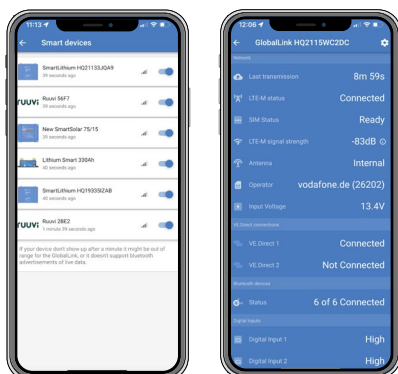 11:13
Smart devices
SmartLithium HQ21133JQA9
39 seconds ago
ruuvi
Ruuvi 56F7
39 seconds ago
New SmartSolar 75/15
39 seconds ago
Lithium Smart 330Ah
40 seconds ago
SmartLithium HQ19335IZAB
40 seconds ago
ruuvi
Ruuvi 2BE2
1 minute 39 seconds ago
If your device don't show up after a minute it might be out of
range for the GlobalLink, or it doesn't support bluetooth
advertisements of live data.
12:06
GlobalLink HQ2115WC2DC
Network
Last transmission 8m 59s
LTE-M status Connected
SIM Status Ready
LTE-M signal strength -83dB
Antenna Internal
Operator vodafone.de (26202)
Input Voltage 13.4V
VE.Direct connections
VE.Direct 1 Connected
VE.Direct 2 Not Connected
Bluetooth devices
Status 6 of 6 Connected
Digital Inputs
Digital Input 1 High
Digital Input 2 High